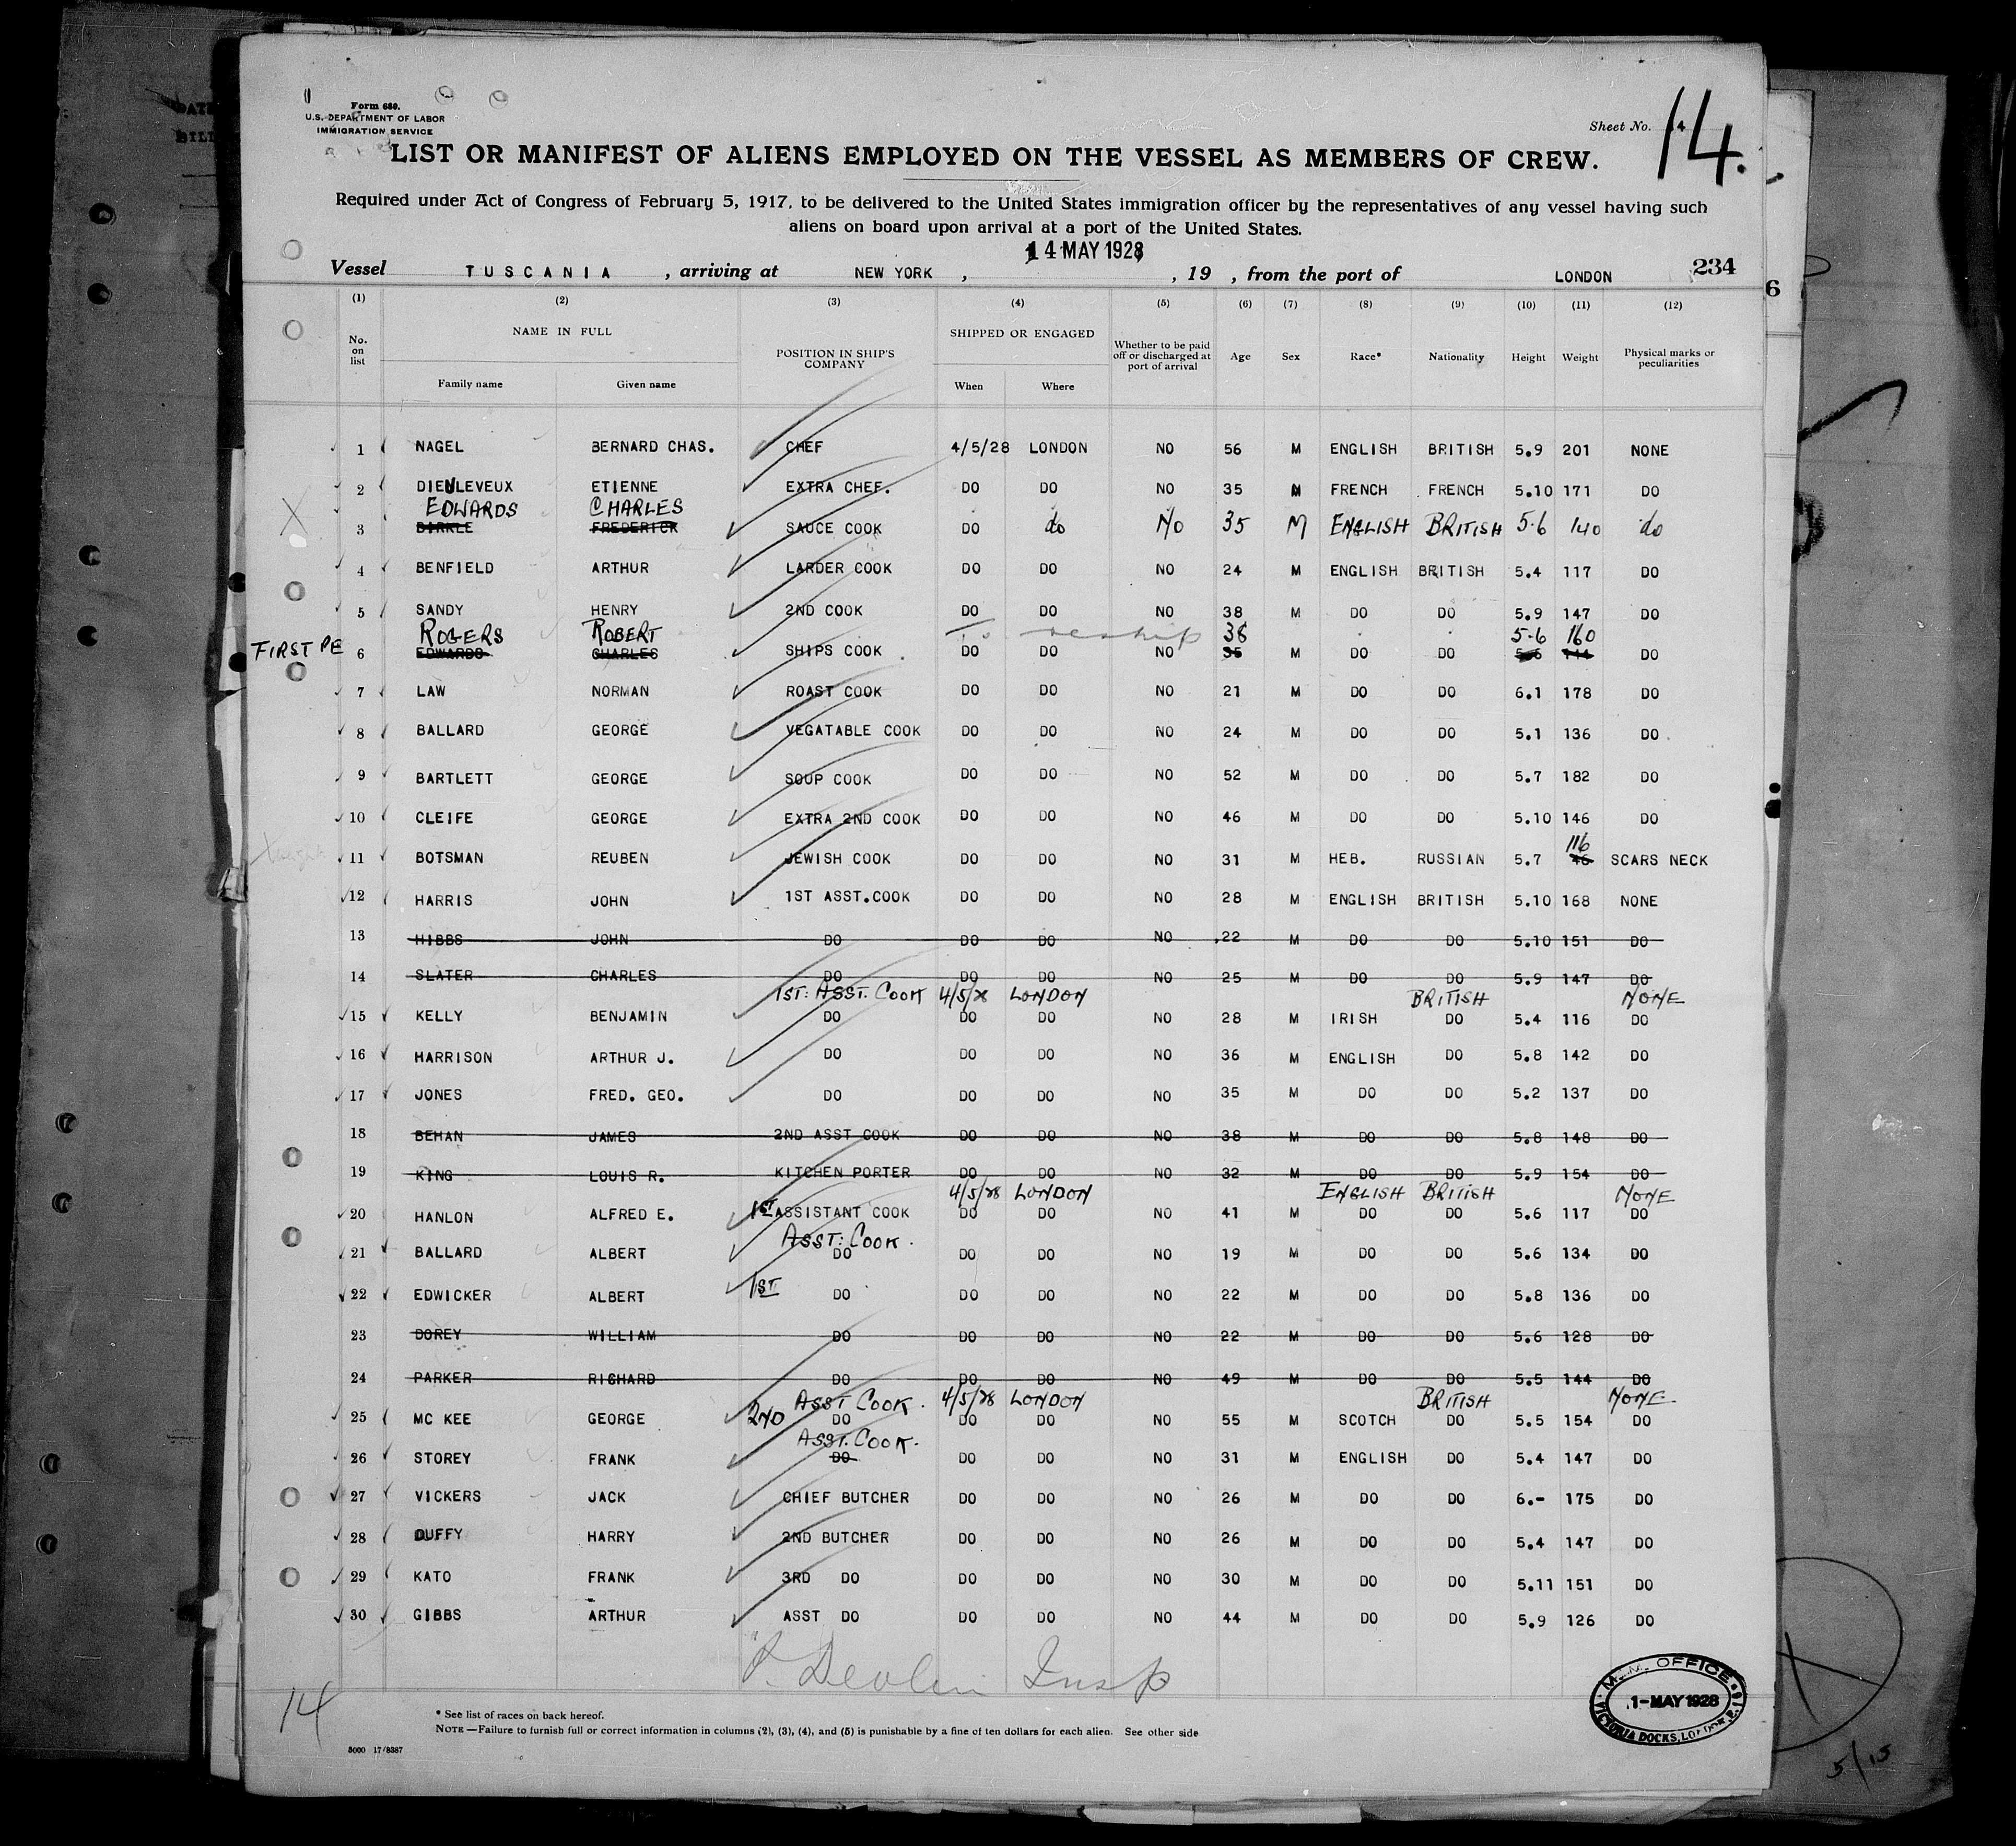 Form 680.
U.S. DEPARTMENT OF LABOR
IMMIGRATION SERVICE
Sheet No. 4 14.
LIST OR MANIFEST OF ALIENS EMPLOYED ON THE VESSEL AS MEMBERS OF CREW.
Required under Act of Congress of February 5, 1917, to be delivered to the United States immigration officer by the representatives of any vessel having such
aliens on board upon arrival at a port of the United States.
14 MAY 1928
Vessel TUSCANIA , arriving at NEW YORK , , 19 , from the port of LONDON 234
6
(1) (2) (3) (4) (5) (6) (7) (8) (9) (10) (11) (12)
No. on list NAME IN FULL Family name Given name POSITION IN SHIP'S COMPANY SHIPPED OR ENGAGED When Where Whether to be paid off or discharged at port of arrival Age Sex Race* Nationality Height Weight Physical marks or peculiarities
1 NAGEL BERNARD CHAS. CHEF 4/5/28 LONDON NO 56 M ENGLISH BRITISH 5.9 201 NONE
2 DIEULEVEUX ETIENNE EXTRA CHEF. DO DO NO 35 M FRENCH FRENCH 5.10 171 DO
EDWARDS CHARLES
3 BIRKLE FREDERICK SAUCE COOK DO do No 35 M ENGLISH BRITISH 5.6 140 do
4 BENFIELD ARTHUR LARDER COOK DO DO NO 24 M ENGLISH BRITISH 5.4 117 DO
5 SANDY HENRY 2ND COOK DO DO NO 38 M DO DO 5.9 147 DO
ROGERS ROBERT reship 38 5.6 160
FIRST PE 6 EDWARDS CHARLES SHIPS COOK . DO DO NO 35 M DO DO 5.6 144 DO
7 LAW NORMAN ROAST COOK DO DO NO 21 M DO DO 6.1 178 DO
8 BALLARD GEORGE VEGATABLE COOK DO DO NO 24 M DO DO 5.1 136 DO
9 BARTLETT GEORGE SOUP COOK DO DO NO 52 M DO DO 5.7 182 DO
10 CLEIFE GEORGE EXTRA 2ND COOK DO DO NO 46 M DO DO 5.10 146 DO
116
11 BOTSMAN REUBEN JEWISH COOK DO DO NO 31 M HEB. RUSSIAN 5.7 46 SCARS NECK
12 HARRIS JOHN 1ST ASST.COOK DO DO NO 28 M ENGLISH BRITISH 5.10 168 NONE
13 HIBBS JOHN DO DO DO NO 22 M DO DO 5.10 151 DO
14 SLATER CHARLES DO DO DO NO 25 M DO DO 5.9 147 DO
1ST: ASST. COOK 4/5/28 LONDON BRITISH NONE
15 KELLY BENJAMIN DO DO DO NO 28 M IRISH DO 5.4 116 DO
16 HARRISON ARTHUR J. DO DO DO NO 36 M ENGLISH DO 5.8 142 DO
17 JONES FRED. GEO. DO DO DO NO 35 M DO DO 5.2 137 DO
18 BEHAN JAMES 2ND ASST COOK DO DO NO 38 M DO DO 5.8 148 DO
19 KING LOUIS R. KITCHEN PORTER DO DO NO 32 M DO DO 5.9 154 DO
4/5/28 LONDON ENGLISH BRITISH NONE
20 HANLON ALFRED E. 1ST ASSISTANT COOK DO DO NO 41 M DO DO 5.6 117 DO
ASST: COOK.
21 BALLARD ALBERT DO DO DO NO 19 M DO DO 5.6 134 DO
22 EDWICKER ALBERT 1ST DO DO DO NO 22 M DO DO 5.8 136 DO
23 DOREY WILLIAM DO DO DO NO 22 M DO DO 5.6 128 DO
24 PARKER RICHARD DO DO DO NO 49 M DO DO 5.5 144 DO
ASST COOK. 4/5/28 LONDON BRITISH NONE
25 MC KEE GEORGE 2ND DO DO DO NO 55 M SCOTCH DO 5.5 154 DO
ASST. COOK.
26 STOREY FRANK DO DO DO NO 31 M ENGLISH DO 5.4 147 DO
27 VICKERS JACK CHIEF BUTCHER DO DO NO 26 M DO DO 6.- 175 DO
28 DUFFY HARRY 2ND BUTCHER DO DO NO 26 M DO DO 5.4 147 DO
29 KATO FRANK 3RD DO DO DO NO 30 M DO DO 5.11 151 DO
30 GIBBS ARTHUR ASST DO DO DO NO 44 M DO DO 5.9 126 DO
P. Devlin Insp
14
M.M. OFFICE
1-MAY 1928
VICTORIA DOCKS, LONDON E.16
* See list of races on back hereof.
NOTE—Failure to furnish full or correct information in columns (2), (3), (4), and (5) is punishable by a fine of ten dollars for each alien. See other side
5000 17/8387
5/15